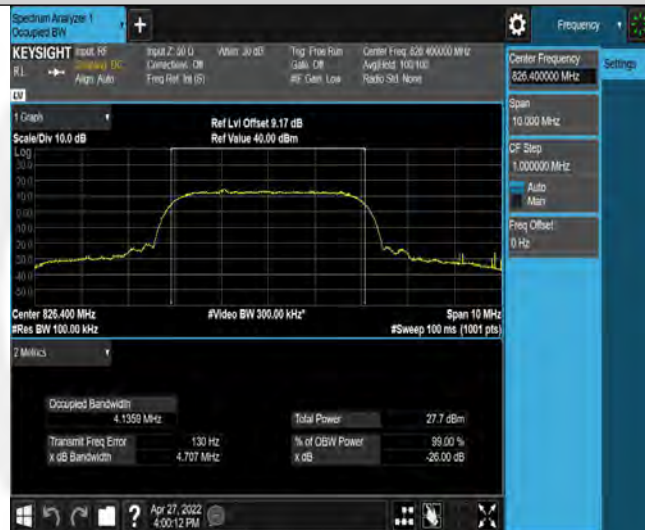 Spectrum Analyzer 1
Occupied BW
Frequency
KEYSIGHT Input: RF
R L
Coupling: DC
Align: Auto
Input Z: 50 Ω
Corrections: Off
Freq Ref: Int (S)
Atten: 30 dB
Trig: Free Run
Gate: Off
#IF Gain: Low
Center Freq: 826.400000 MHz
Avg|Hold: 100/100
Radio Std: None
LV
Center Frequency
826.400000 MHz
Settings
Span
10.000 MHz
CF Step
1.000000 MHz
Auto
Man
Freq Offset
0 Hz
1 Graph
Scale/Div 10.0 dB
Ref Lvl Offset 9.17 dB
Ref Value 40.00 dBm
Log
Center 826.400 MHz
#Video BW 300.00 kHz*
Span 10 MHz
#Res BW 100.00 kHz
#Sweep 100 ms (1001 pts)
2 Metrics
Occupied Bandwidth
4.1359 MHz
Total Power 27.7 dBm
Transmit Freq Error 130 Hz
% of OBW Power 99.00 %
x dB Bandwidth 4.707 MHz
x dB -26.00 dB
?
Apr 27, 2022
4:00:12 PM